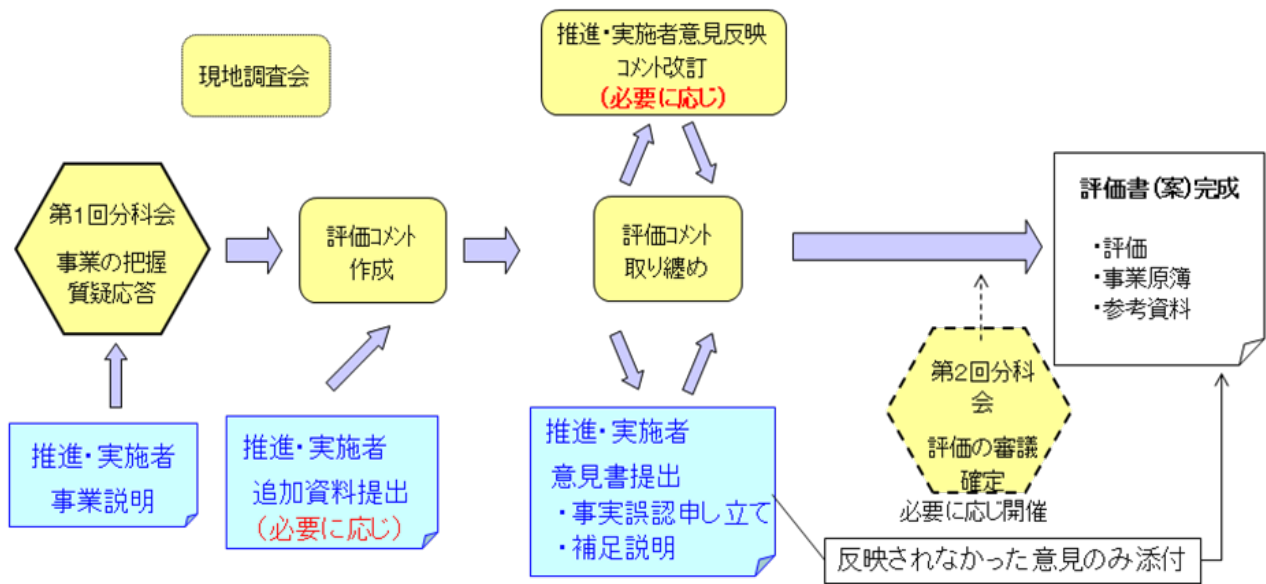 現地調査会
推進・実施者意見反映
コメント改訂
(必要に応じ)
第1回分科会
事業の把握
質疑応答
評価コメント
作成
評価コメント
取り纏め
評価書(案)完成
・評価
・事業原簿
・参考資料
第2回分科
会
評価の審議
確定
必要に応じ開催
推進・実施者
事業説明
推進・実施者
追加資料提出
(必要に応じ)
推進・実施者
意見書提出
・事実誤認申し立て
・補足説明
反映されなかった意見のみ添付